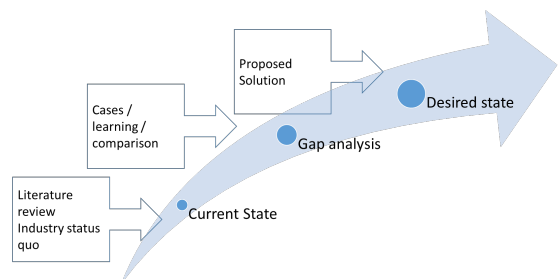 Proposed
Solution
Desired state
Cases /
learning /
comparison
Gap analysis
Literature
review
Industry status
quo
Current State